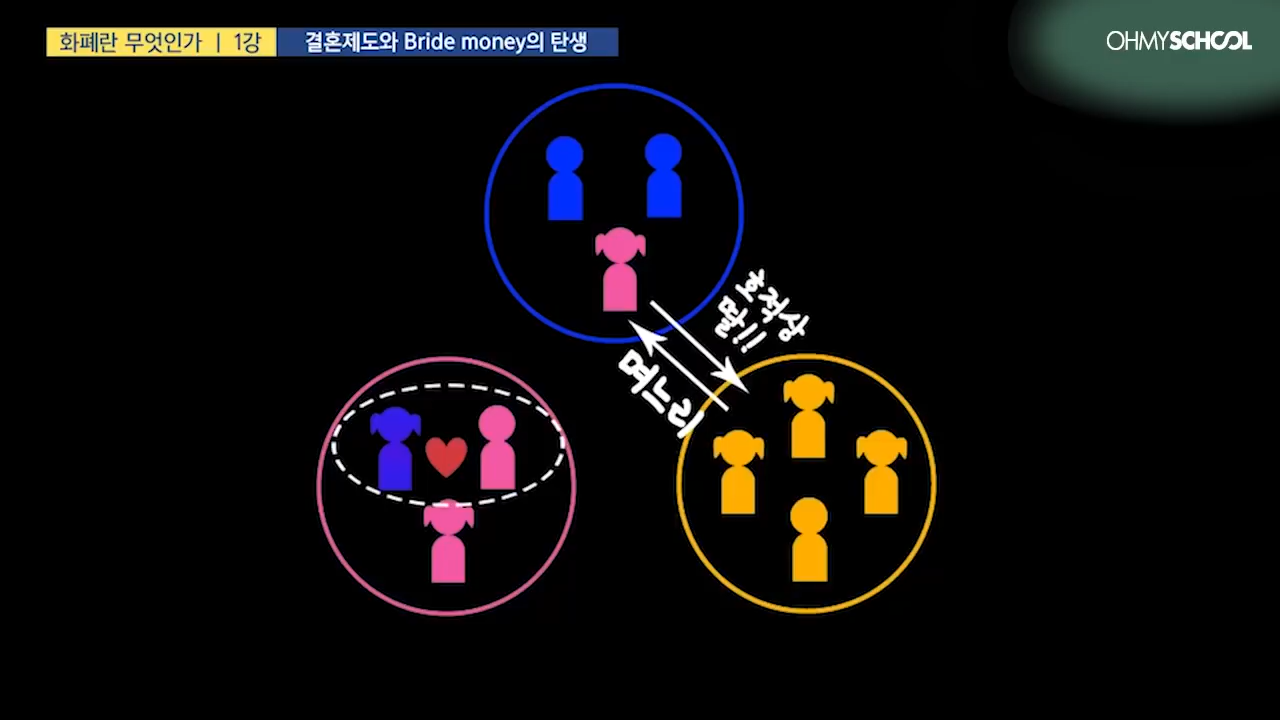 화폐란 무엇인가 | 1강
결혼제도와 Bride money의 탄생
OHMYSCHOOL
호적상
딸!!
며느리